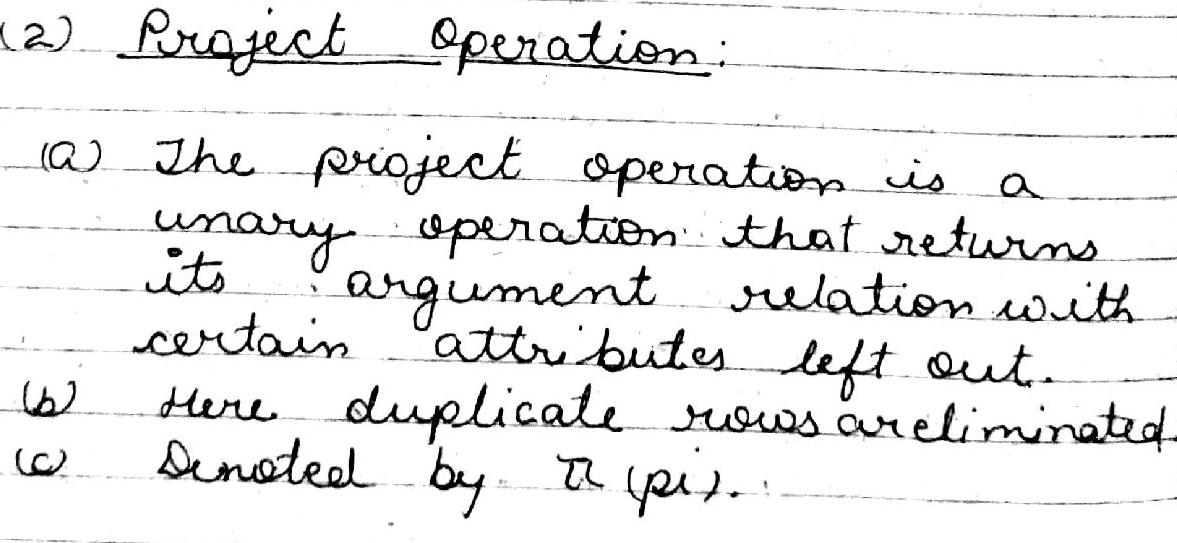 (2) Project Operation:
(a) The project operation is a
unary operation that returns
its argument relation with
certain attributes left out.
(b) Here duplicate rows are eliminated.
(c) Denoted by π (pi).